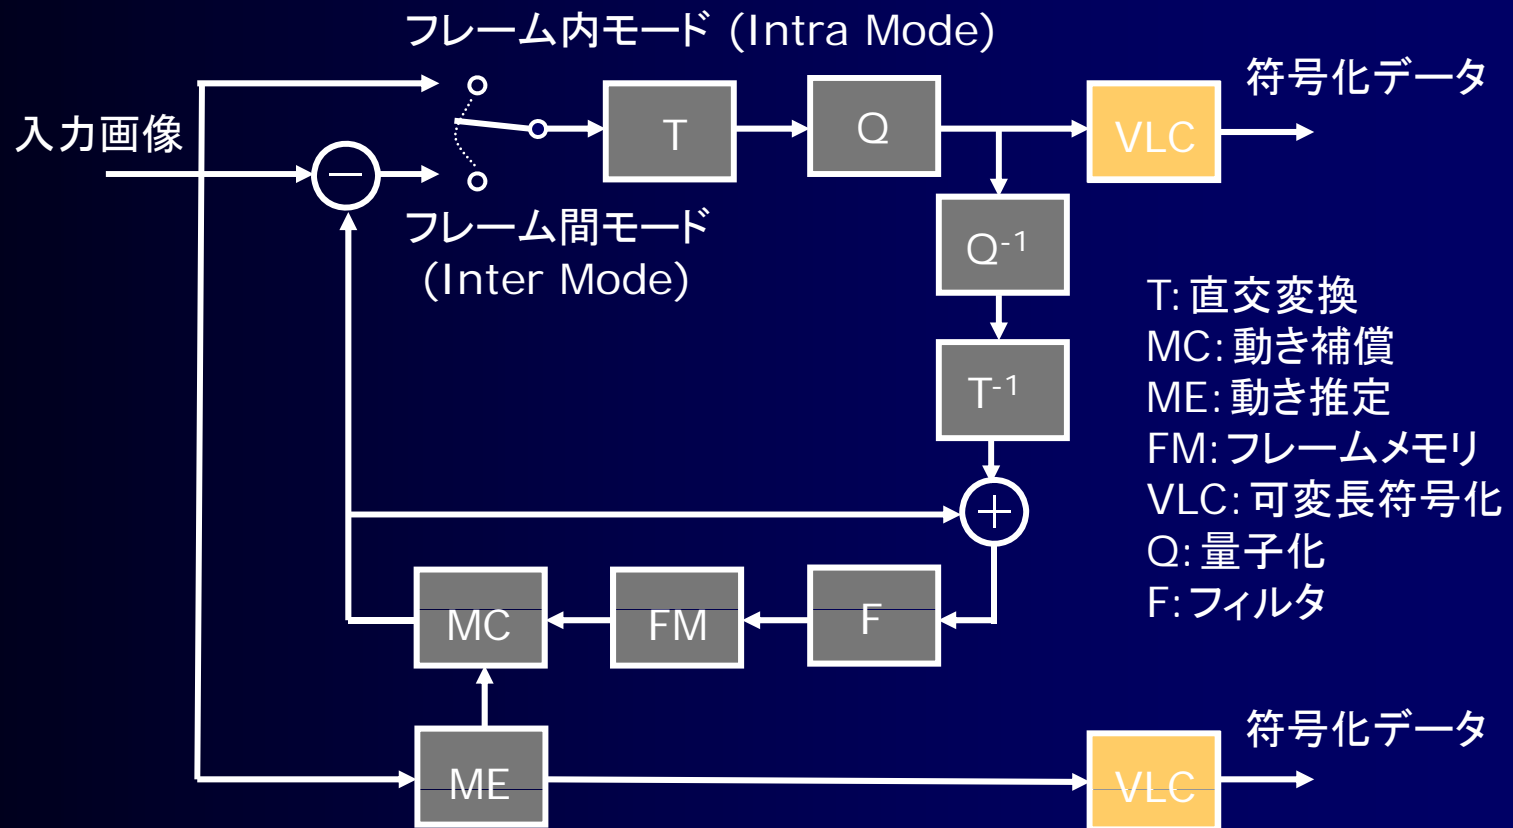 フレーム内モード (Intra Mode)
符号化データ
入力画像
T
Q
VLC
−
フレーム間モード
(Inter Mode)
Q-1
T-1
T: 直交変換
MC: 動き補償
ME: 動き推定
FM: フレームメモリ
VLC: 可変長符号化
Q: 量子化
F: フィルタ
+
MC
FM
F
ME
VLC
符号化データ